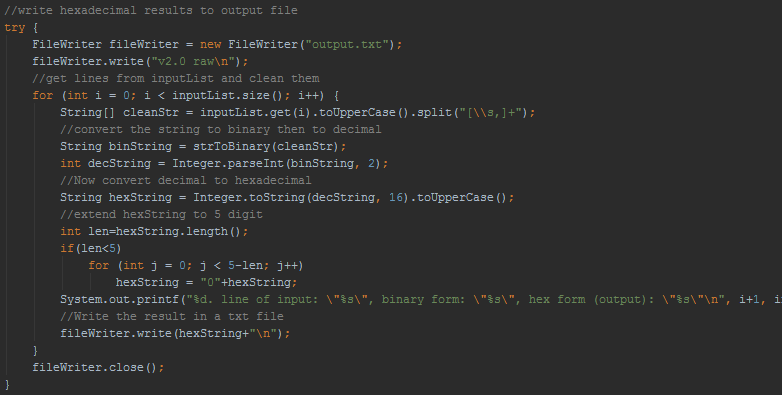 //write hexadecimal results to output file
try {
    FileWriter fileWriter = new FileWriter("output.txt");
    fileWriter.write("v2.0 raw\n");
    //get lines from inputList and clean them
    for (int i = 0; i < inputList.size(); i++) {
        String[] cleanStr = inputList.get(i).toUpperCase().split("[\\s,]+");
        //convert the string to binary then to decimal
        String binString = strToBinary(cleanStr);
        int decString = Integer.parseInt(binString, 2);
        //Now convert decimal to hexadecimal
        String hexString = Integer.toString(decString, 16).toUpperCase();
        //extend hexString to 5 digit
        int len=hexString.length();
        if(len<5)
            for (int j = 0; j < 5-len; j++)
                hexString = "0"+hexString;
        System.out.printf("%d. line of input: \"%s\", binary form: \"%s\", hex form (output): \"%s\"\n", i+1,
        //Write the result in a txt file
        fileWriter.write(hexString+"\n");
    }
    fileWriter.close();
}